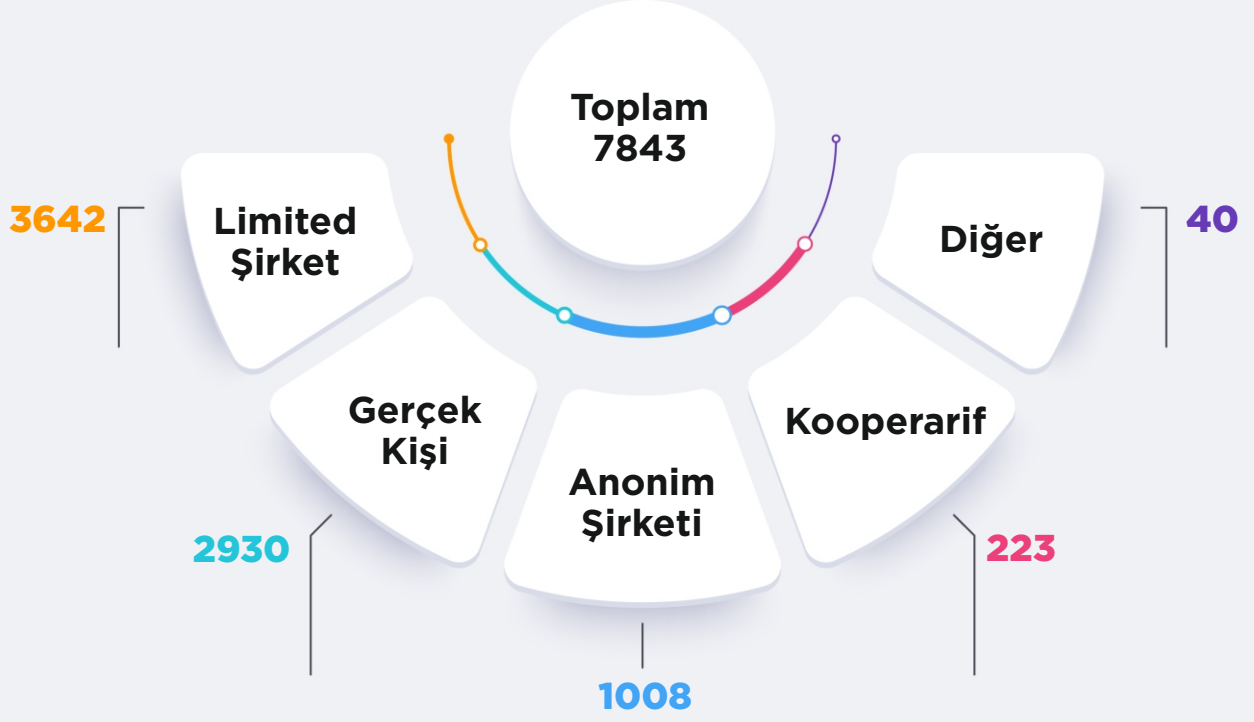 Toplam
7843
3642
Limited
Şirket
Diğer
40
Gerçek
Kişi
Kooperarif
Anonim
Şirketi
2930
223
1008